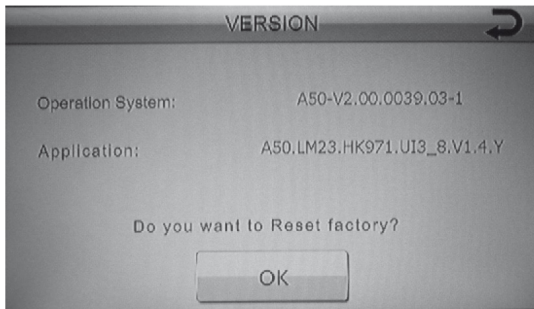 VERSION
Operation System: A50-V2.00.0039.03-1
Application: A50.LM23.HK971.UI3_8.V1.4.Y
Do you want to Reset factory?
OK